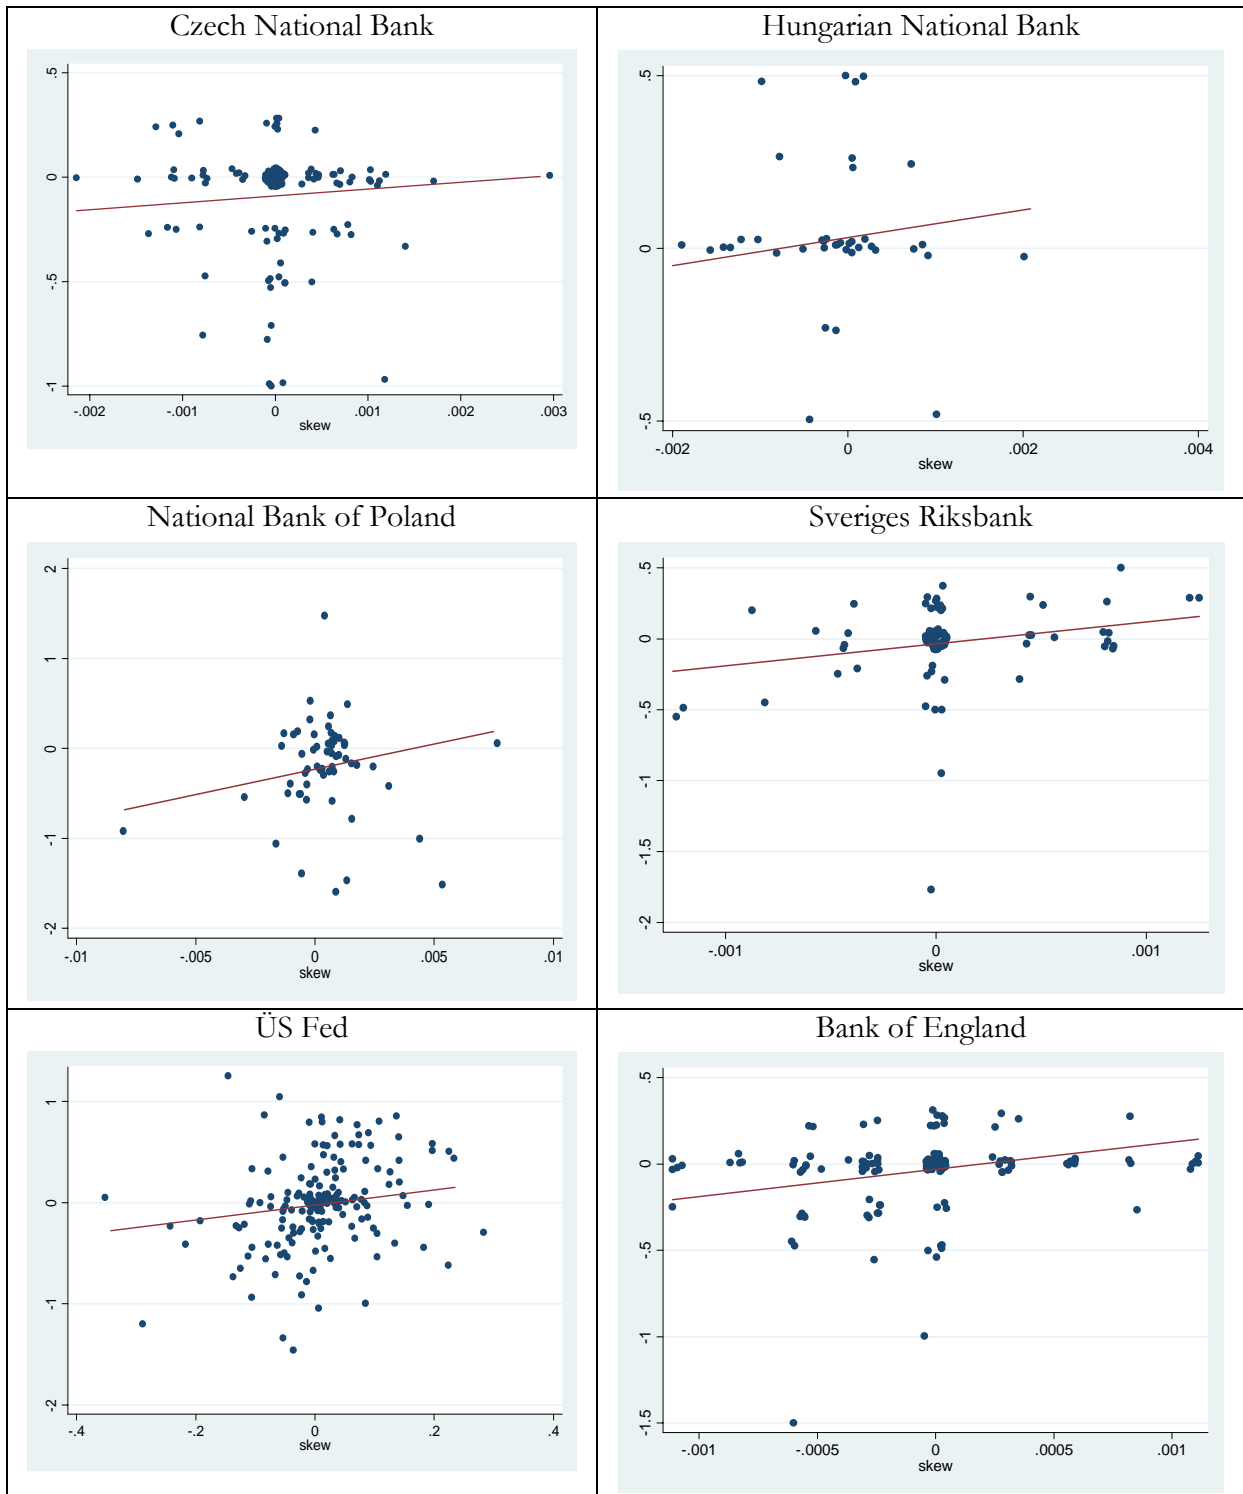 Czech National Bank
.5
0
-.5
-1
-.002 -.001 0 .001 .002 .003
skew
Hungarian National Bank
.5
0
-.5
-.002 0 .002 .004
skew
National Bank of Poland
2
1
0
-1
-2
-.01 -.005 0 .005 .01
skew
Sveriges Riksbank
.5
0
-.5
-1
-1.5
-2
-.001 0 .001
skew
ÜS Fed
1
0
-1
-2
-.4 -.2 0 .2 .4
skew
Bank of England
.5
0
-.5
-1
-1.5
-.001 -.0005 0 .0005 .001
skew